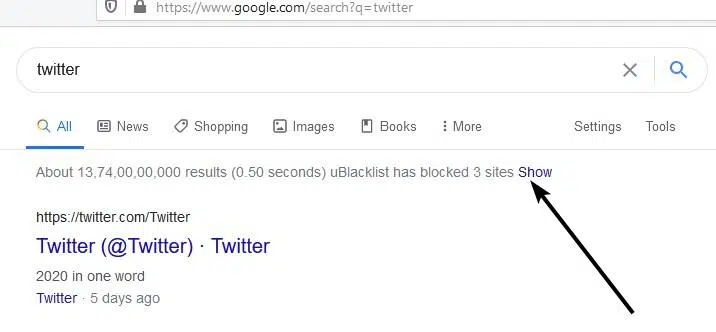 https://www.google.com/search?q=twitter
twitter
All News Shopping Images Books More Settings Tools
About 13,74,00,00,000 results (0.50 seconds) uBlacklist has blocked 3 sites Show
https://twitter.com/Twitter
Twitter (@Twitter) · Twitter
2020 in one word
Twitter · 5 days ago